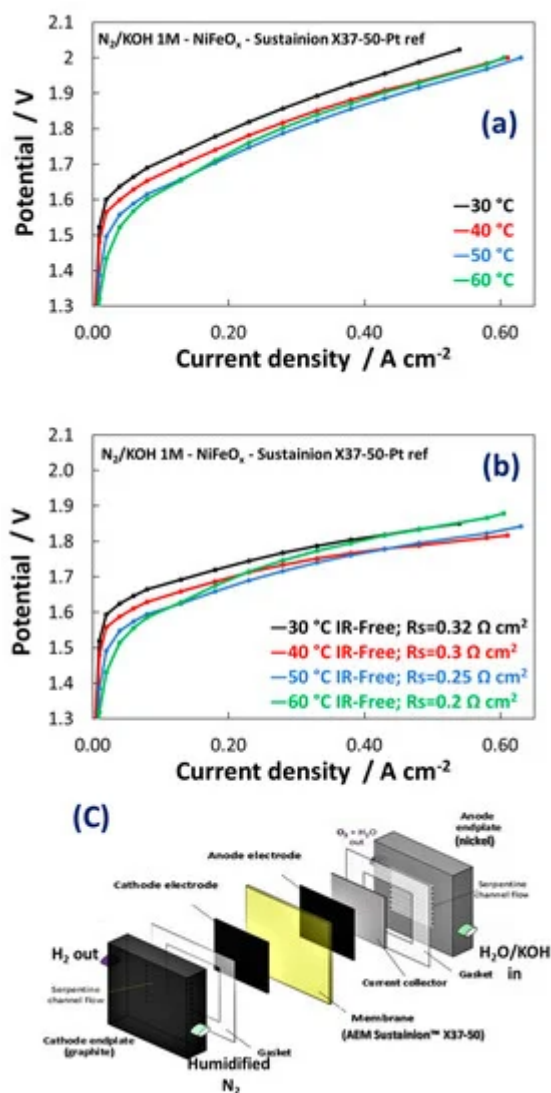 N₂/KOH 1M - NiFeOₓ - Sustainion X37-50-Pt ref
(a)
2.1
2.0
1.9
1.8
1.7
1.6
1.5
1.4
1.3
Potential / V
30 °C
40 °C
50 °C
60 °C
0.00 0.20 0.40 0.60
Current density / A cm⁻²
N₂/KOH 1M - NiFeOₓ - Sustainion X37-50-Pt ref
(b)
2.1
2.0
1.9
1.8
1.7
1.6
1.5
1.4
1.3
Potential / V
30 °C IR-Free; Rs=0.32 Ω cm²
40 °C IR-Free; Rs=0.3 Ω cm²
50 °C IR-Free; Rs=0.25 Ω cm²
60 °C IR-Free; Rs=0.2 Ω cm²
0.00 0.20 0.40 0.60
Current density / A cm⁻²
(C)
Anode
endplate
(nickel)
O₂ + H₂O
out
Anode electrode
Cathode electrode
Serpentine
Channel flow
H₂ out
H₂O/KOH
in
Gasket
Current collector
Serpentine
channel flow
Membrane
(AEM Sustainion™ X37-50)
Cathode endplate
(graphite)
Gasket
Humidified
N₂